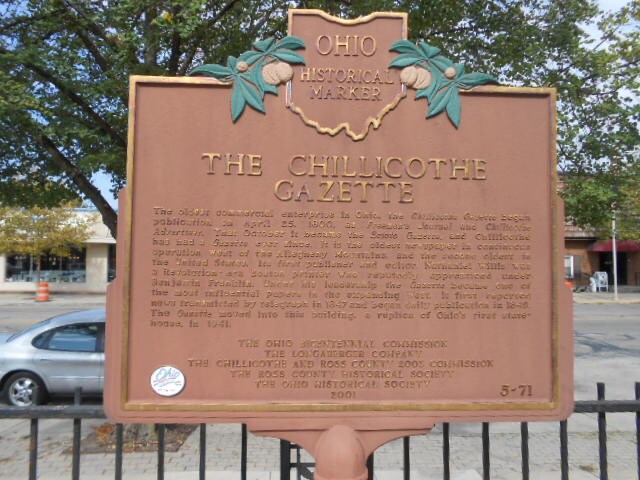 OHIO
HISTORICAL
MARKER
THE CHILLICOTHE
GAZETTE
The oldest commercial enterprise in Ohio, the Chillicothe Gazette began
publication on April 25, 1800, as Freeman's Journal and Chillicothe
Advertiser. That October it became the Scioto Gazette, and Chillicothe
has had a Gazette ever since. It is the oldest newspaper in continuous
operation west of the Allegheny Mountains, and the second oldest in
the United States. Its first publisher and editor Nathaniel Willis was
a Revolution-era Boston printer who reputedly apprenticed under
Benjamin Franklin. Under his leadership the Gazette became one of
the most influential papers in the expanding West. It first reported
news transmitted by telegraph in 1847 and began daily publication in
The Gazette moved into this building, a replica of Ohio's first state-
house, in 1941.
THE OHIO BICENTENNIAL COMMISSION
THE LONGABERGER COMPANY
THE CHILLICOTHE AND ROSS COUNTY 2003 COMMISSION
THE ROSS COUNTY HISTORICAL SOCIETY
THE OHIO HISTORICAL SOCIETY
2001
5-71
Ohio